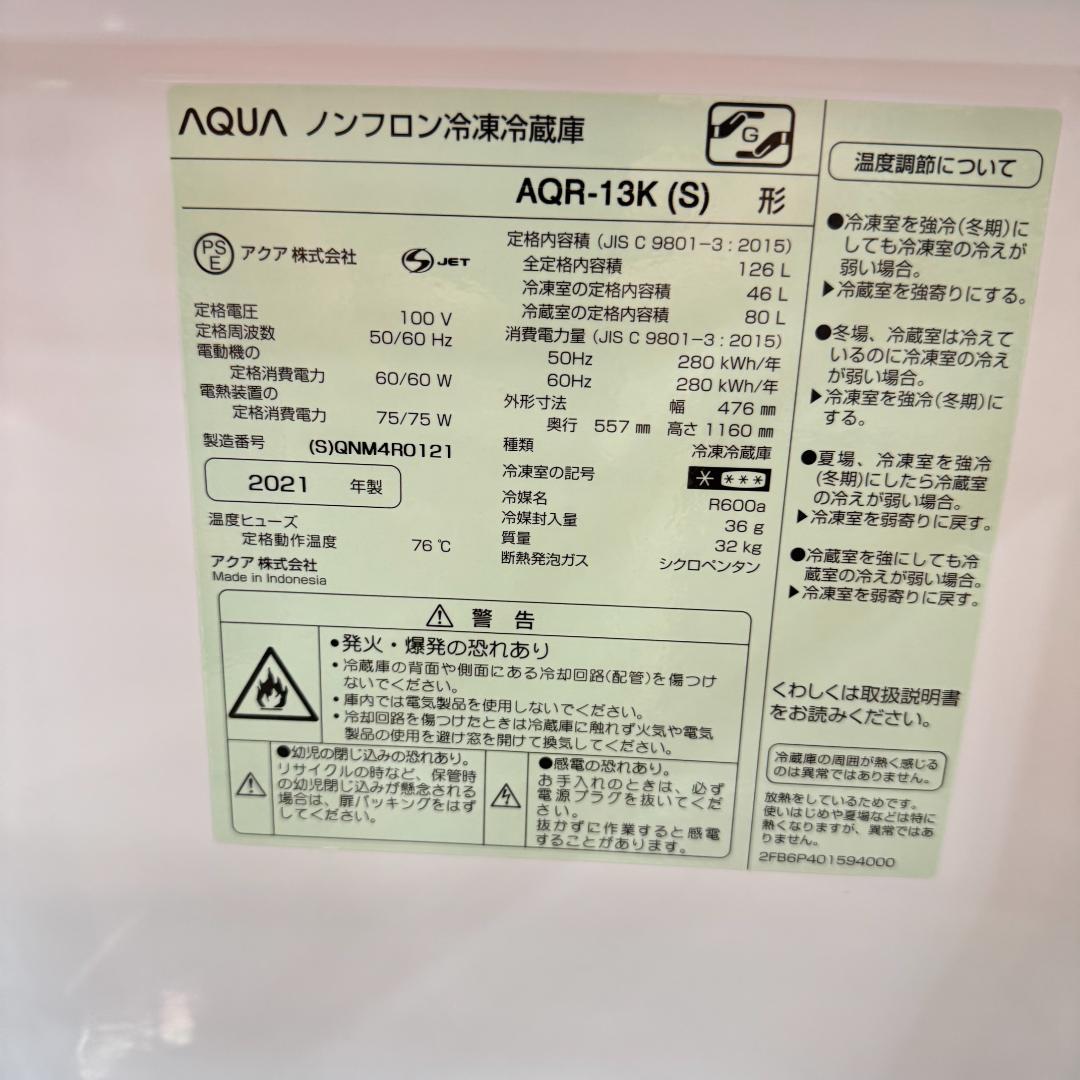 AQUA ノンフロン冷凍冷蔵庫
G
AQR-13K (S) 形
PS
E
アクア 株式会社
S JET
定格電圧 100 V
定格周波数 50/60 Hz
電動機の
定格消費電力 60/60 W
電熱装置の
定格消費電力 75/75 W
製造番号 (S)QNM4R0121
2021 年製
温度ヒューズ
定格動作温度 76 ℃
アクア 株式会社
Made in Indonesia
定格内容積 (JIS C 9801-3 : 2015)
全定格内容積 126 L
冷凍室の定格内容積 46 L
冷蔵室の定格内容積 80 L
消費電力量 (JIS C 9801-3 : 2015)
50Hz 280 kWh/年
60Hz 280 kWh/年
外形寸法 幅 476 ㎜
奥行 557 ㎜ 高さ 1160 ㎜
種類 冷凍冷蔵庫
冷凍室の記号 * ***
冷媒名 R600a
冷媒封入量 36 g
質量 32 kg
断熱発泡ガス シクロペンタン
警 告
●発火・爆発の恐れあり
・冷蔵庫の背面や側面にある冷却回路(配管)を傷つけ
ないでください。
・庫内では電気製品を使用しないでください。
・冷却回路を傷つけたときは冷蔵庫に触れず火気や電気
製品の使用を避け窓を開けて換気してください。
●幼児の閉じ込みの恐れあり。
リサイクルの時など、保管時
の幼児閉じ込みが懸念される
場合は、扉パッキングをはず
してください。
●感電の恐れあり。
お手入れのときは、必ず
電源プラグを抜いてくだ
さい。
抜かずに作業すると感電
することがあります。
温度調節について
●冷凍室を強冷(冬期)に
しても冷凍室の冷えが
弱い場合。
▶冷蔵室を強寄りにする。
●冬場、冷蔵室は冷えて
いるのに冷凍室の冷え
が弱い場合。
▶冷凍室を強冷(冬期)に
する。
●夏場、冷凍室を強冷
(冬期)にしたら冷蔵室
の冷えが弱い場合。
▶冷凍室を弱寄りに戻す。
●冷蔵室を強にしても冷
蔵室の冷えが弱い場合。
▶冷凍室を弱寄りに戻す。
くわしくは取扱説明書
をお読みください。
冷蔵庫の周囲が熱く感じる
のは異常ではありません。
放熱をしているためです。
使いはじめや夏場などは特に
熱くなりますが、異常ではあ
りません。
2FB6P401594000